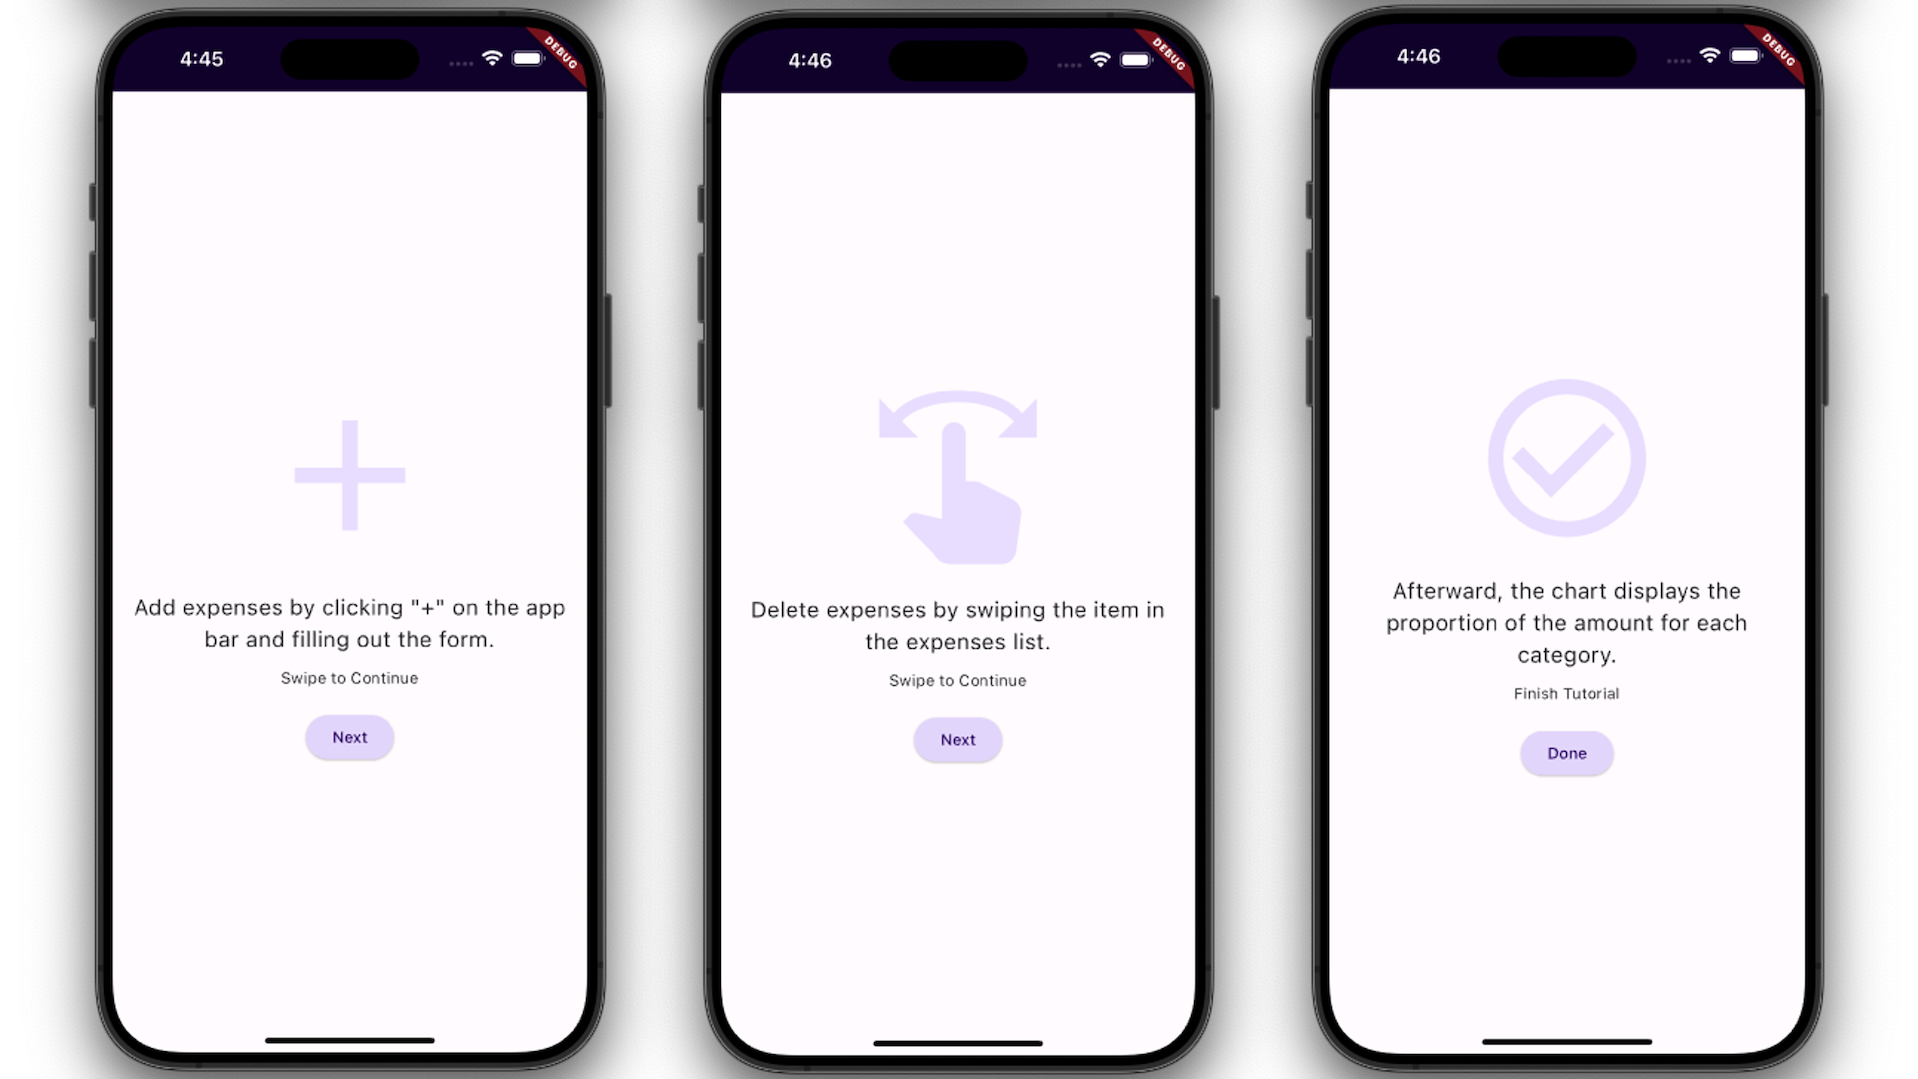 4:45
DEBUG
Add expenses by clicking "+" on the app
bar and filling out the form.
Swipe to Continue
Next
4:46
DEBUG
Delete expenses by swiping the item in
the expenses list.
Swipe to Continue
Next
4:46
DEBUG
Afterward, the chart displays the
proportion of the amount for each
category.
Finish Tutorial
Done